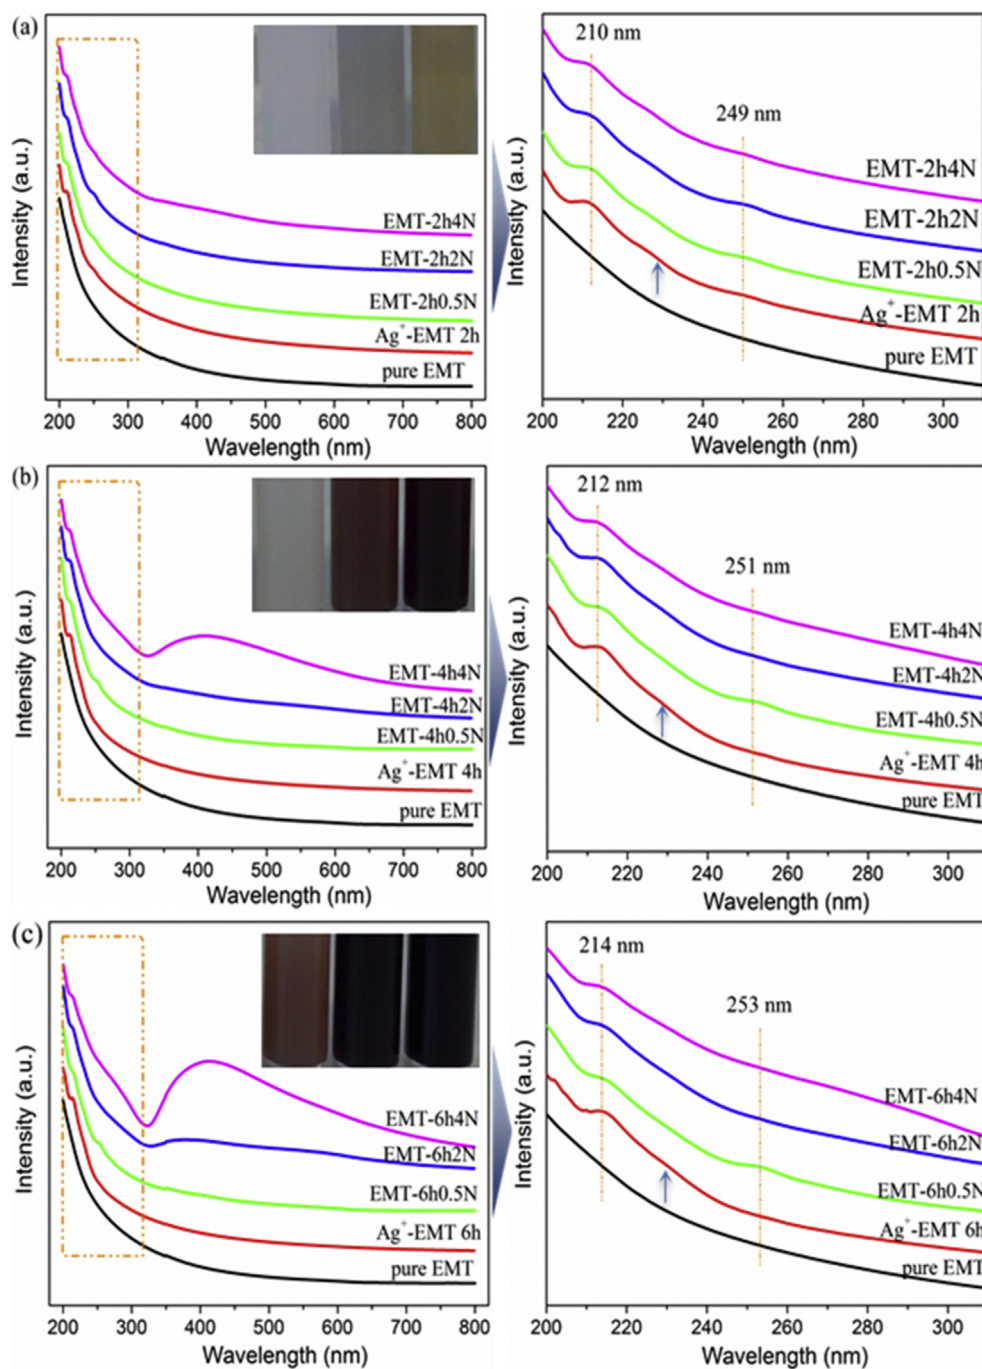 (a)
Intensity (a.u.)
EMT-2h4N
EMT-2h2N
EMT-2h0.5N
Ag⁺-EMT 2h
pure EMT
200 300 400 500 600 700 800
Wavelength (nm)
Intensity (a.u.)
210 nm
249 nm
EMT-2h4N
EMT-2h2N
EMT-2h0.5N
Ag⁺-EMT 2h
pure EMT
200 220 240 260 280 300
Wavelength (nm)
(b)
Intensity (a.u.)
EMT-4h4N
EMT-4h2N
EMT-4h0.5N
Ag⁺-EMT 4h
pure EMT
200 300 400 500 600 700 800
Wavelength (nm)
Intensity (a.u.)
212 nm
251 nm
EMT-4h4N
EMT-4h2N
EMT-4h0.5N
Ag⁺-EMT 4h
pure EMT
200 220 240 260 280 300
Wavelength (nm)
(c)
Intensity (a.u.)
EMT-6h4N
EMT-6h2N
EMT-6h0.5N
Ag⁺-EMT 6h
pure EMT
200 300 400 500 600 700 800
Wavelength (nm)
Intensity (a.u.)
214 nm
253 nm
EMT-6h4N
EMT-6h2N
EMT-6h0.5N
Ag⁺-EMT 6h
pure EMT
200 220 240 260 280 300
Wavelength (nm)